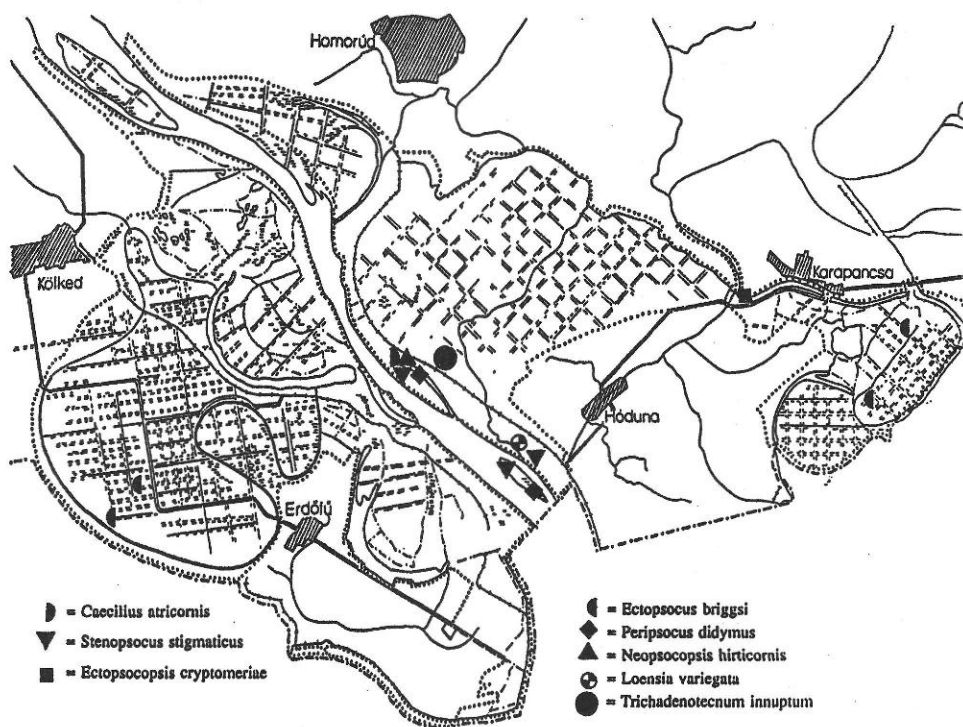 Homorúd
Kölked
Karapancsa
Hóduna
Erdőfű
= Caecilius atricornis
= Stenopsocus stigmaticus
= Ectopsocopsis cryptomeriae
= Ectopsocus briggsi
= Peripsocus didymus
= Neopsocopsis hirticornis
= Loensia variegata
= Trichadenotecnum innuptum